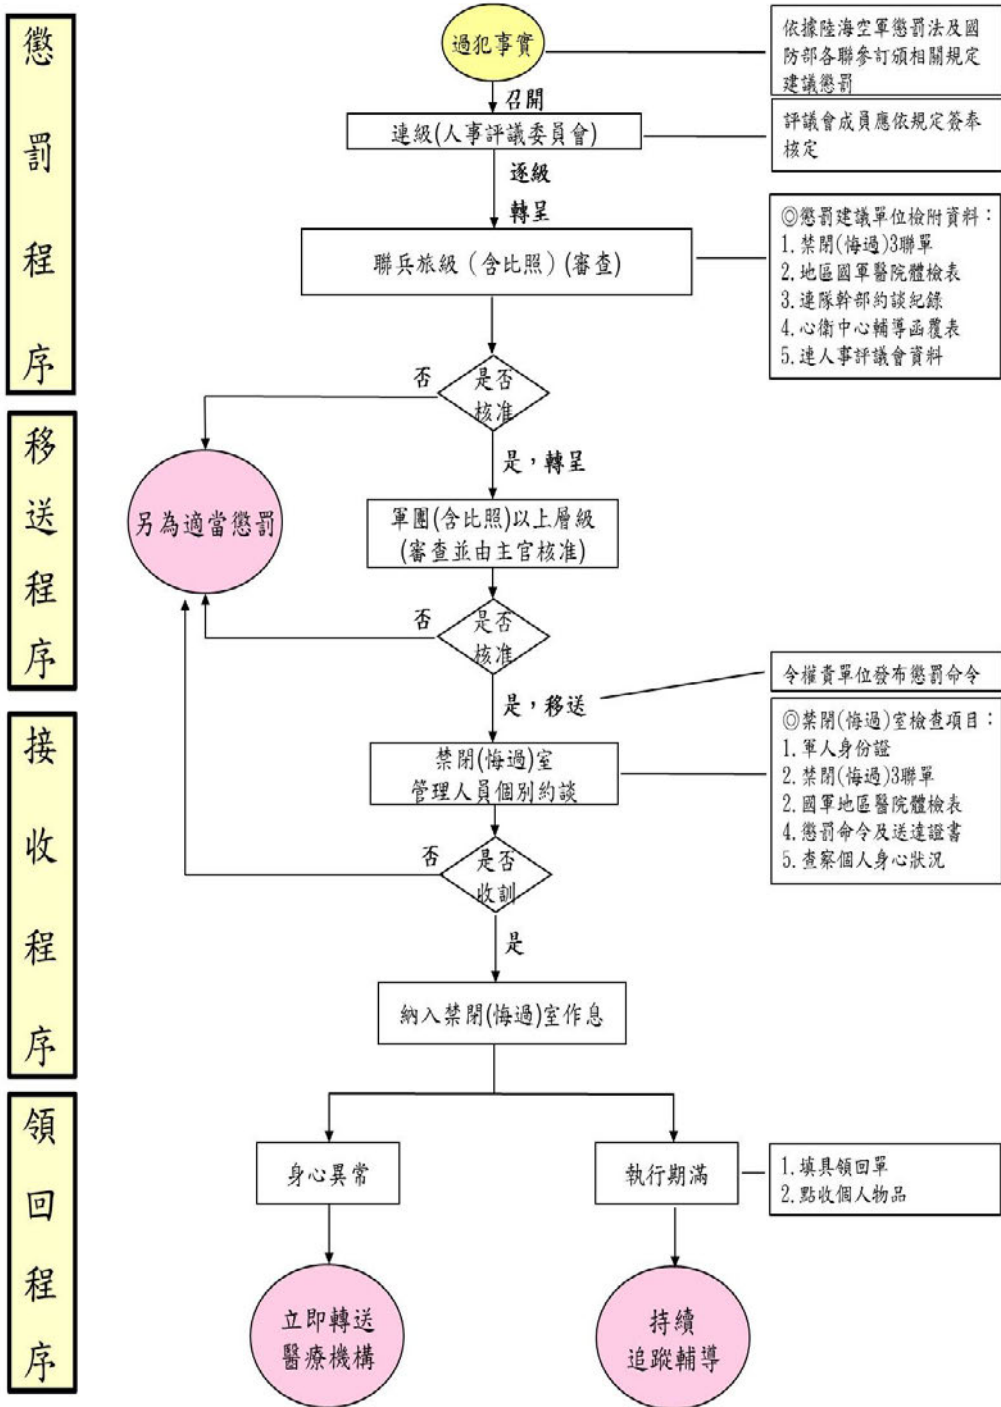 懲罰程序
過犯事實
依據陸海空軍懲罰法及國
防部各聯參訂頒相關規定
建議懲罰
召開
連級(人事評議委員會)
評議會成員應依規定簽奉
核定
逐級
轉呈
聯兵旅級（含比照）(審查)
◎懲罰建議單位檢附資料：
1.禁閉(悔過)3聯單
2.地區國軍醫院體檢表
3.連隊幹部約談紀錄
4.心衛中心輔導函覆表
5.連人事評議會資料
否
是否
核准
移送程序
是，轉呈
另為適當懲罰
軍團(含比照)以上層級
(審查並由主官核准)
否
是否
核准
令權責單位發布懲罰命令
是，移送
接收程序
禁閉(悔過)室
管理人員個別約談
◎禁閉(悔過)室檢查項目：
1.軍人身份證
2.禁閉(悔過)3聯單
2.國軍地區醫院體檢表
4.懲罰命令及送達證書
5.查察個人身心狀況
否
是否
收訓
是
納入禁閉(悔過)室作息
領回程序
身心異常
執行期滿
1.填具領回單
2.點收個人物品
立即轉送
醫療機構
持續
追蹤輔導